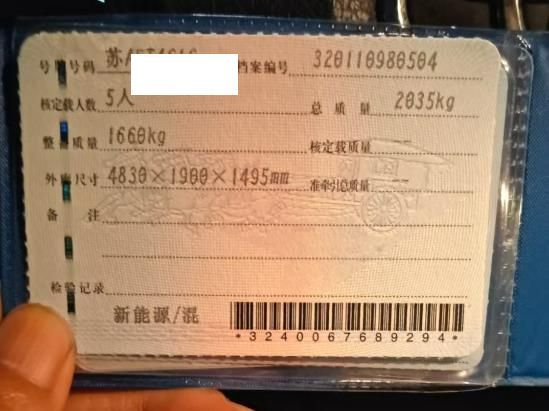 号牌号码 苏A 档案编号 320110980504
核定载人数 5人 总质量 2035kg
整备质量 1660kg 核定载质量
外廓尺寸 4830×1900×1495mm 准牵引总质量 --
备注
检验记录
新能源/混
*3240067689294*